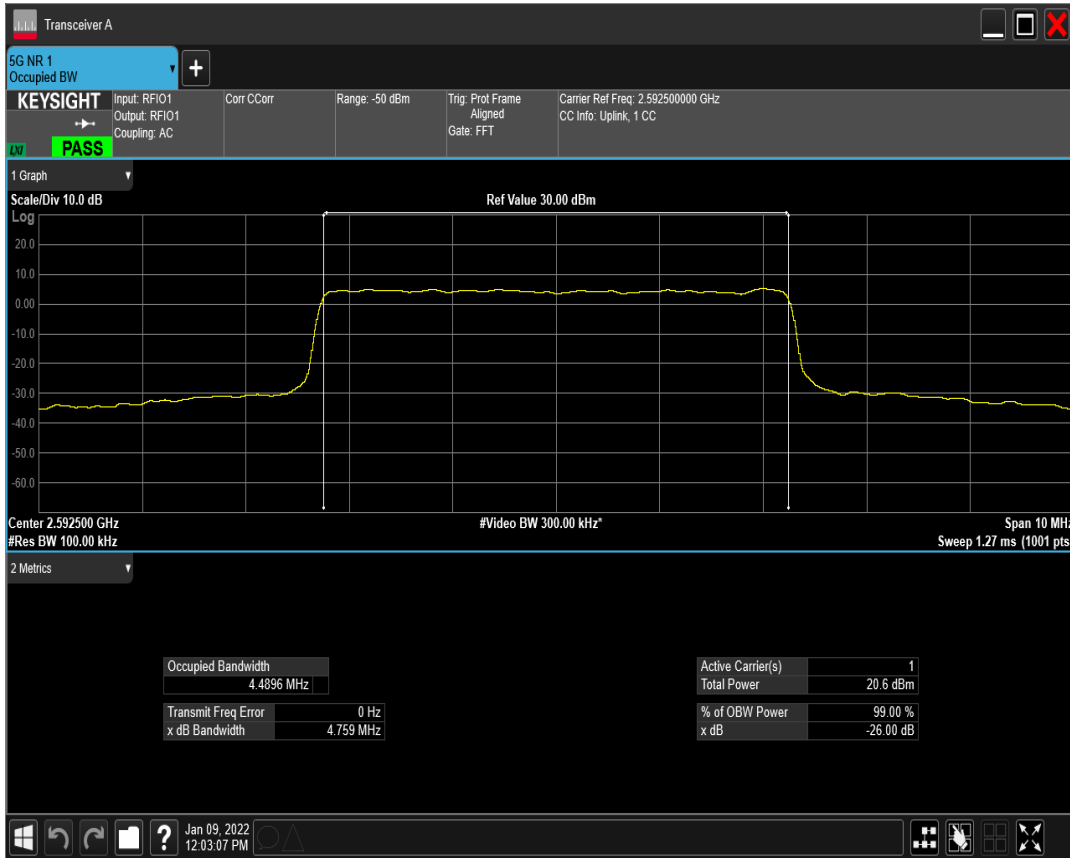 Transceiver A
5G NR 1
Occupied BW
KEYSIGHT
LXI
PASS
Input: RFIO1
Output: RFIO1
Coupling: AC
Corr CCorr
Range: -50 dBm
Trig: Prot Frame
Aligned
Gate: FFT
Carrier Ref Freq: 2.592500000 GHz
CC Info: Uplink, 1 CC
1 Graph
Scale/Div 10.0 dB
Ref Value 30.00 dBm
Log
20.0
10.0
0.00
-10.0
-20.0
-30.0
-40.0
-50.0
-60.0
Center 2.592500 GHz
#Video BW 300.00 kHz*
Span 10 MHz
#Res BW 100.00 kHz
Sweep 1.27 ms (1001 pts
2 Metrics
Occupied Bandwidth
4.4896 MHz
Transmit Freq Error 0 Hz
x dB Bandwidth 4.759 MHz
Active Carrier(s) 1
Total Power 20.6 dBm
% of OBW Power 99.00 %
x dB -26.00 dB
?
Jan 09, 2022
12:03:07 PM